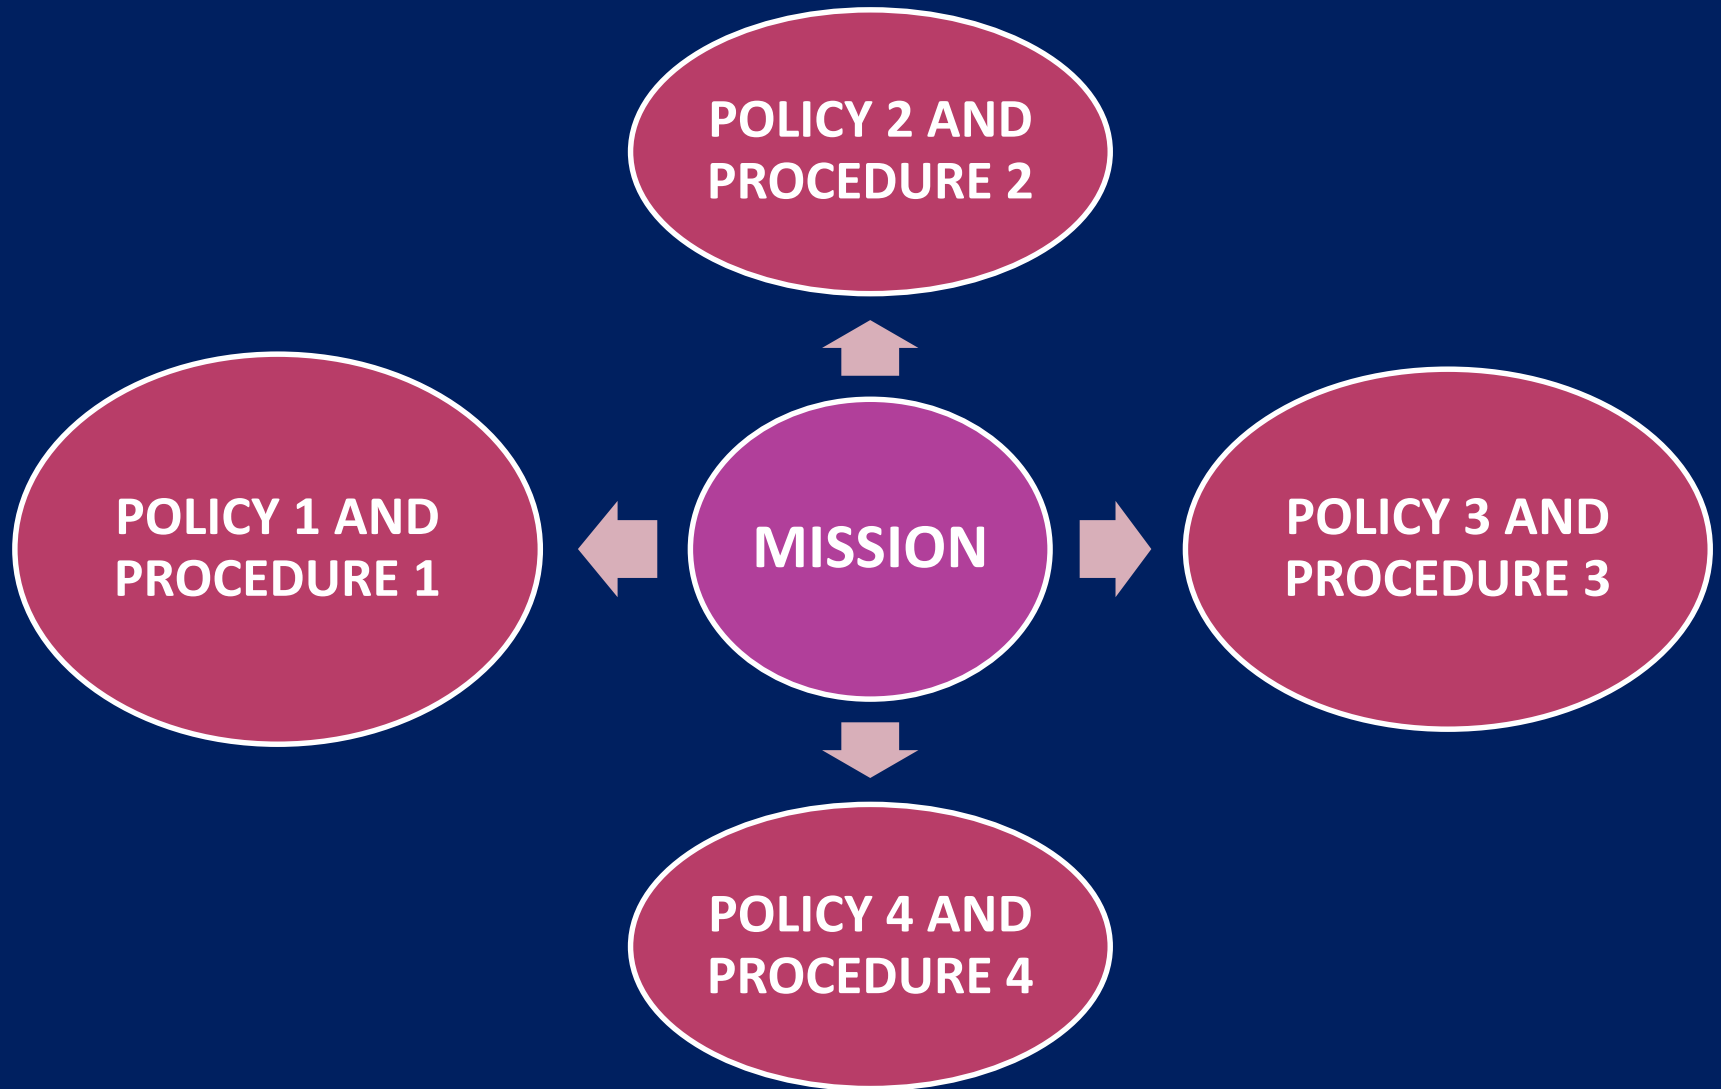 POLICY 2 AND
PROCEDURE 2
POLICY 1 AND
PROCEDURE 1
MISSION
POLICY 3 AND
PROCEDURE 3
POLICY 4 AND
PROCEDURE 4